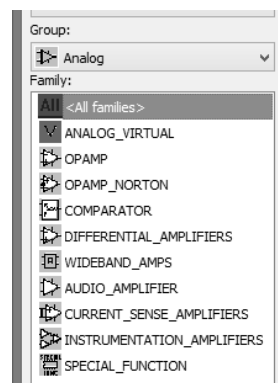 Group:
Analog
Family:
All <All families>
ANALOG_VIRTUAL
OPAMP
OPAMP_NORTON
COMPARATOR
DIFFERENTIAL_AMPLIFIERS
WIDEBAND_AMPS
AUDIO_AMPLIFIER
CURRENT_SENSE_AMPLIFIERS
INSTRUMENTATION_AMPLIFIERS
SPECIAL_FUNCTION